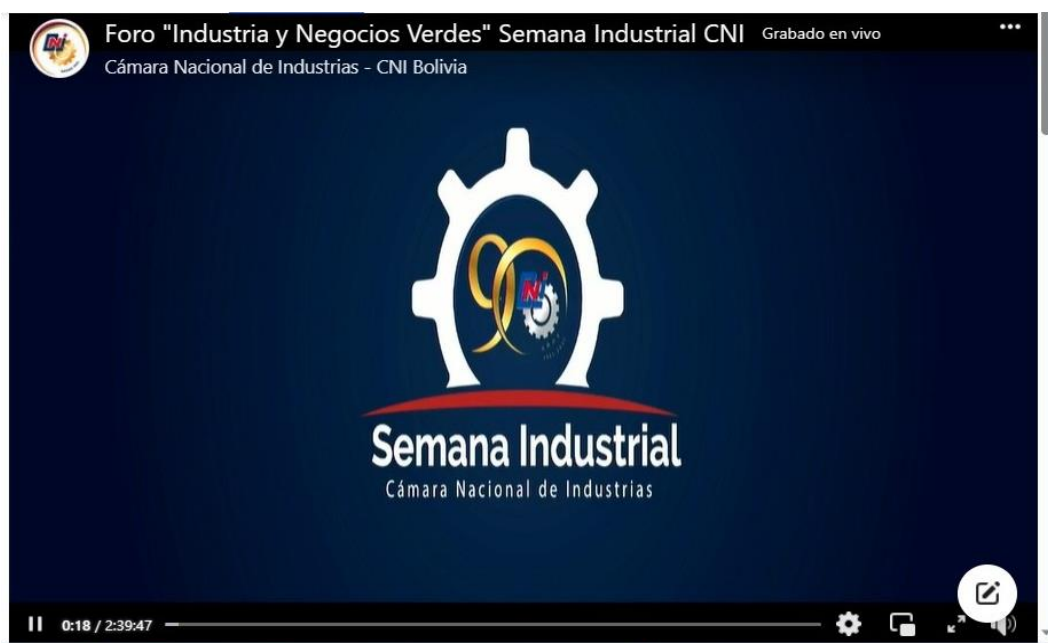 Foro "Industria y Negocios Verdes" Semana Industrial CNI Grabado en vivo
Cámara Nacional de Industrias - CNI Bolivia
90 CNi
Semana Industrial
Cámara Nacional de Industrias
0:18 / 2:39:47